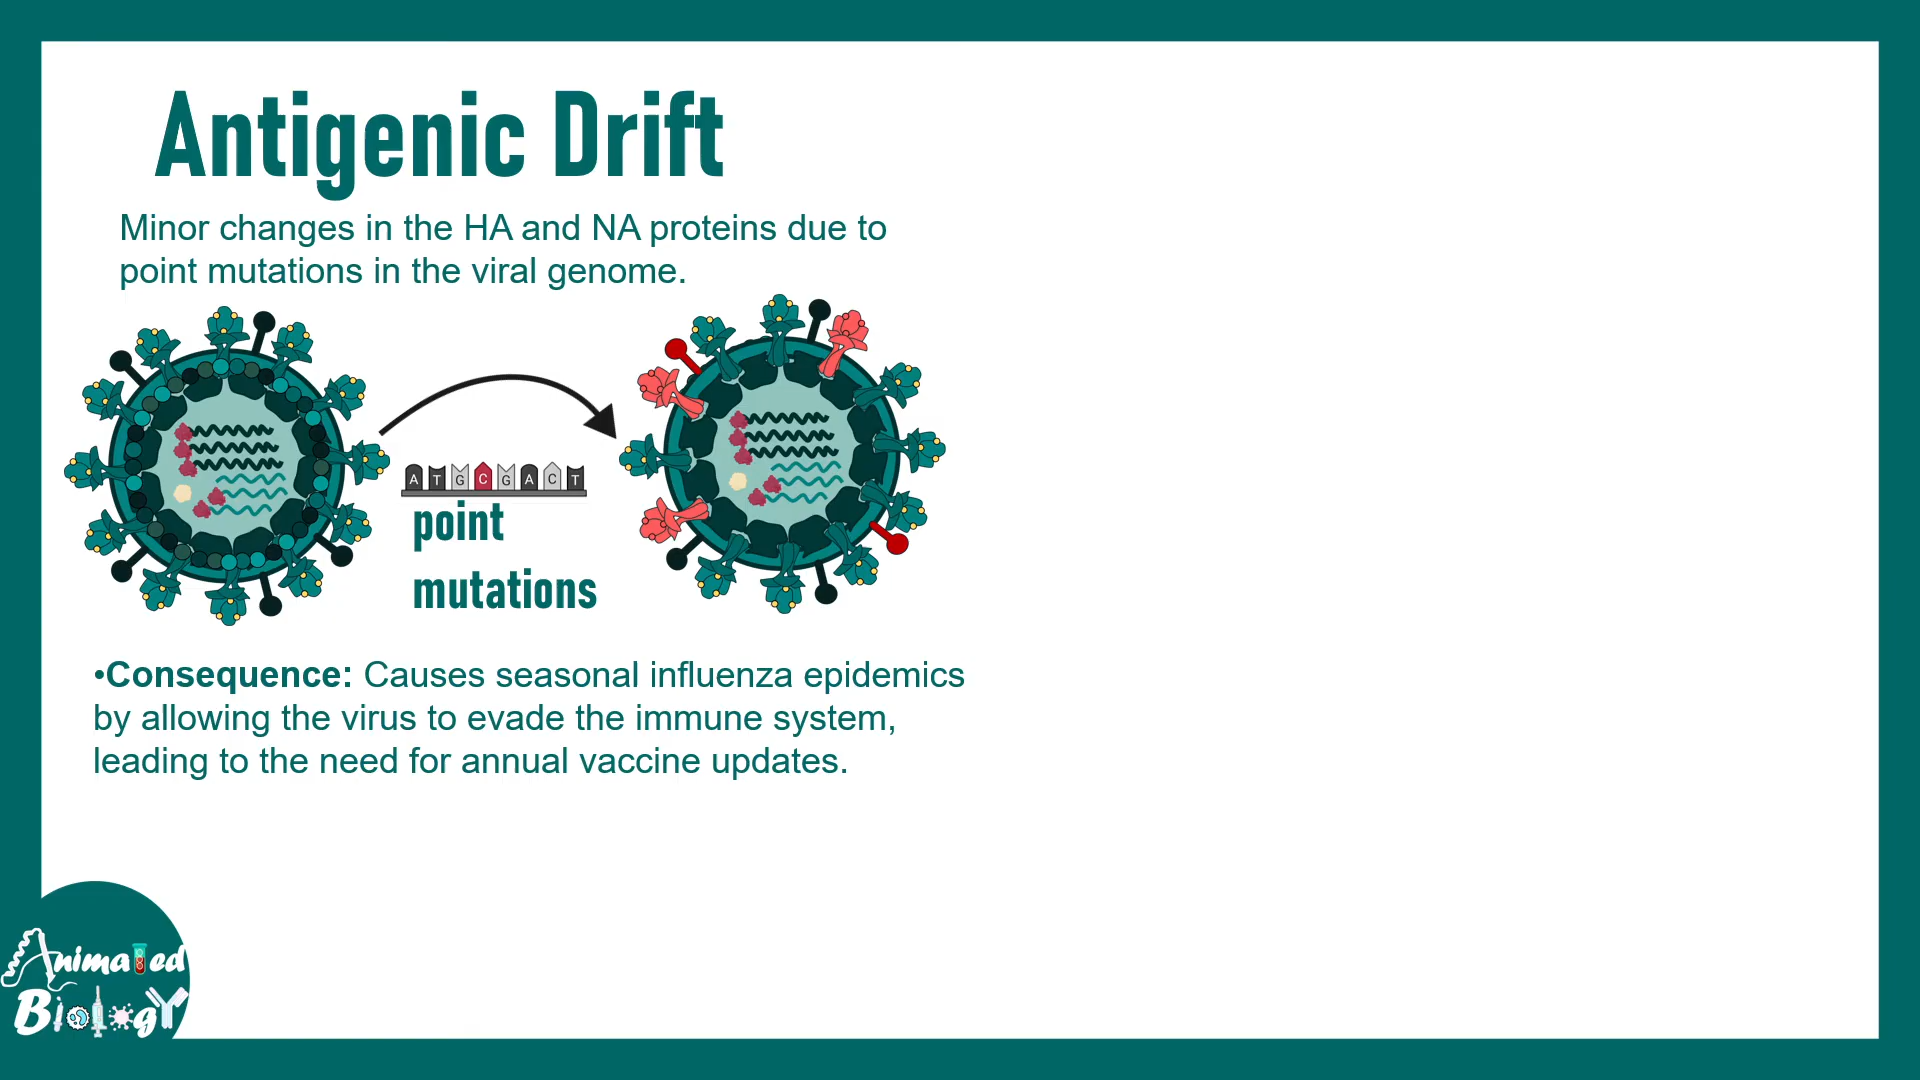 Antigenic Drift
Minor changes in the HA and NA proteins due to
point mutations in the viral genome.
A T G C G A C T
point
mutations
•Consequence: Causes seasonal influenza epidemics
by allowing the virus to evade the immune system,
leading to the need for annual vaccine updates.
Animated
Biology